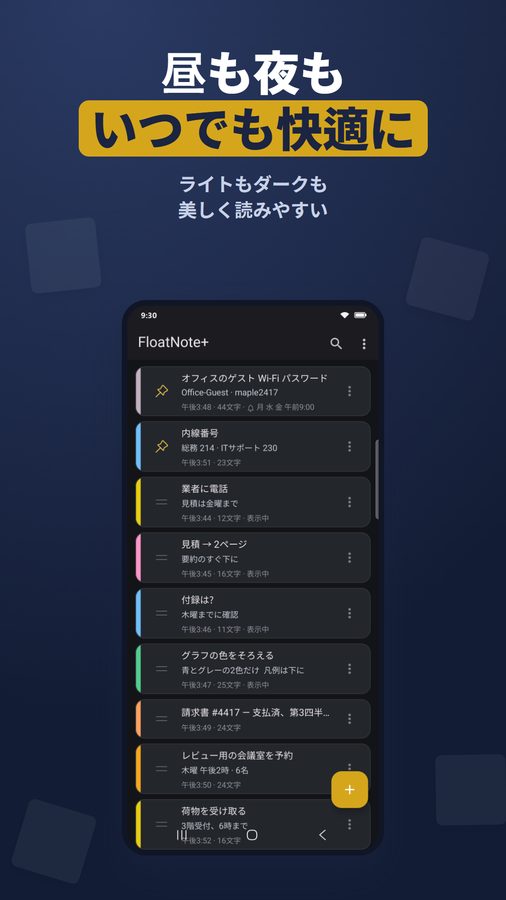 昼も夜も
いつでも快適に
ライトもダークも
美しく読みやすい
9:30
FloatNote+
オフィスのゲスト Wi-Fi パスワード
Office-Guest · maple2417
午後3:48 · 44文字 · 月 水 金 午前9:00
内線番号
総務 214 · ITサポート 230
午後3:51 · 23文字
業者に電話
見積は金曜まで
午後3:44 · 12文字 · 表示中
見積 → 2ページ
要約のすぐ下に
午後3:45 · 16文字 · 表示中
付録は?
木曜までに確認
午後3:46 · 11文字 · 表示中
グラフの色をそろえる
青とグレーの2色だけ 凡例は下に
午後3:47 · 25文字 · 表示中
請求書 #4417 — 支払済、第3四半...
午後3:49 · 24文字
レビュー用の会議室を予約
木曜 午後2時 · 6名
午後3:50 · 24文字
+
荷物を受け取る
3階受付、6時まで
午後3:52 · 16文字